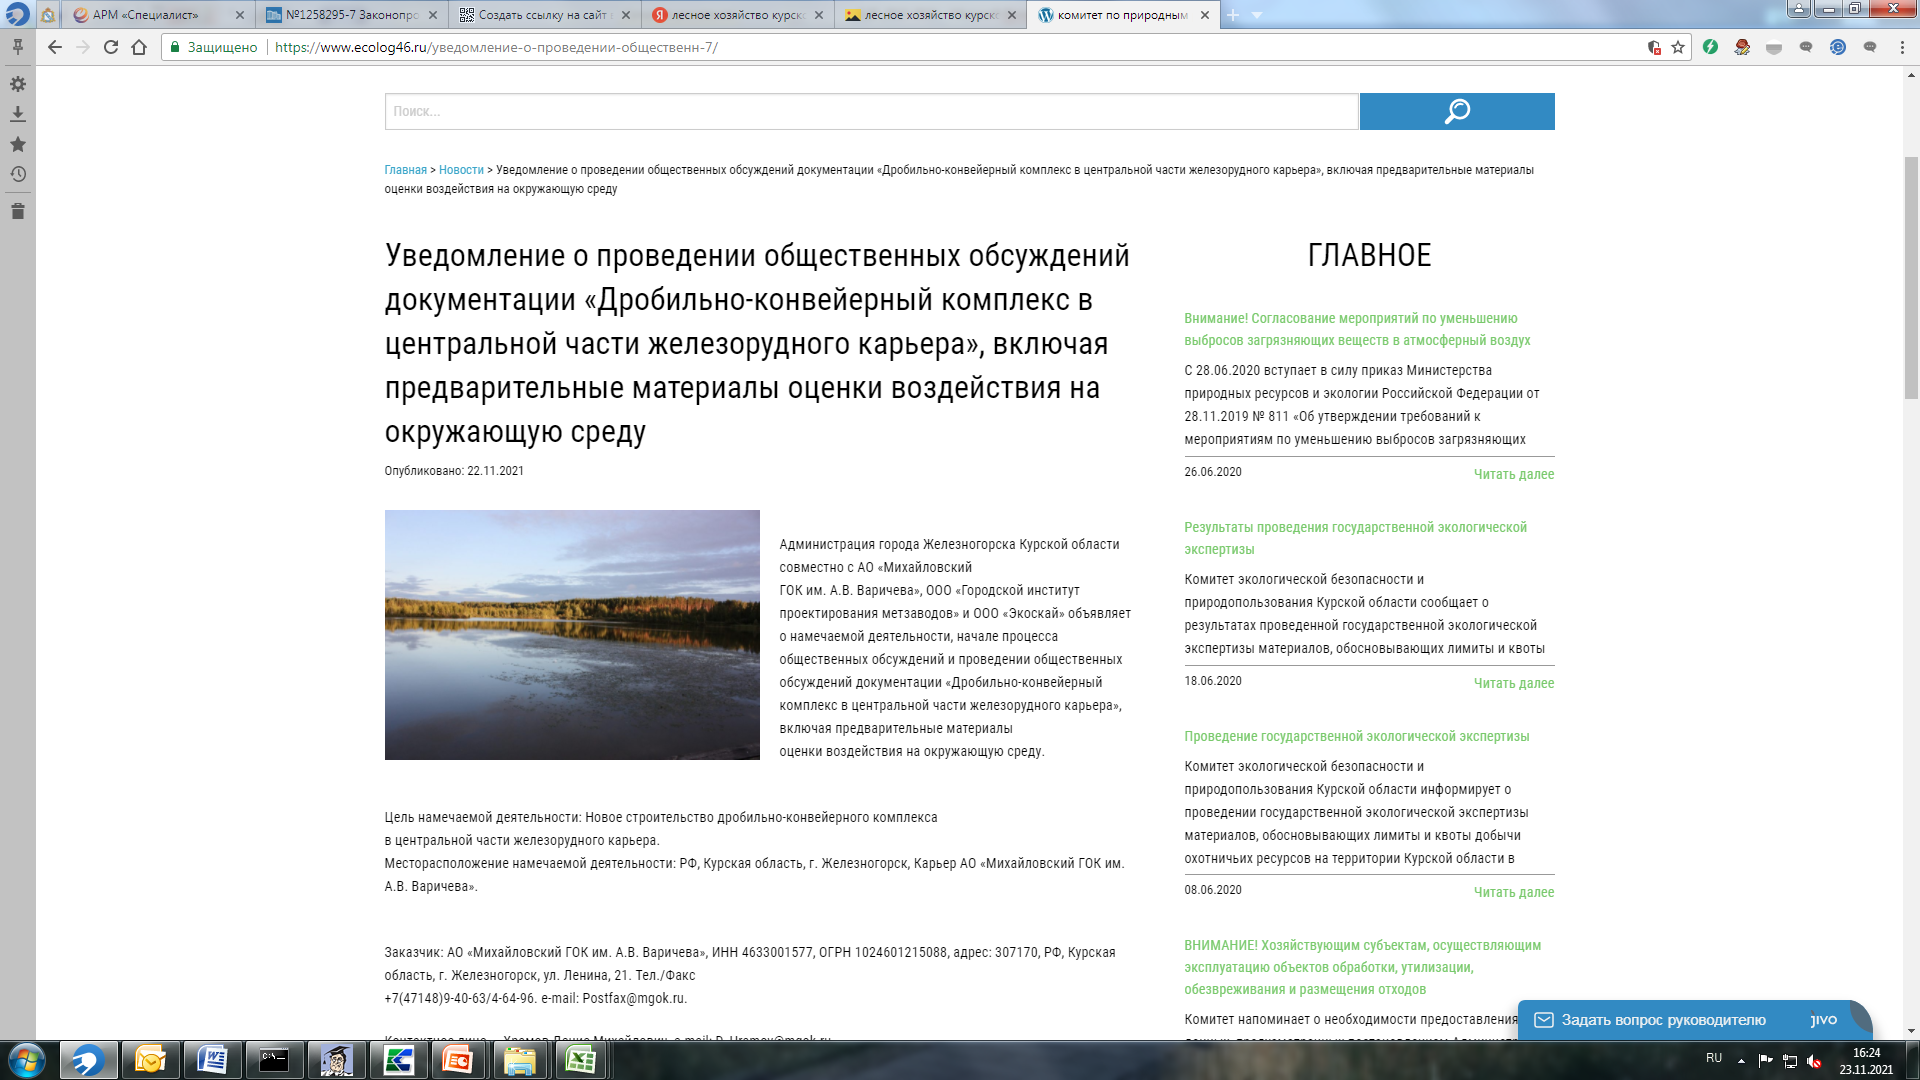 АРМ «Специалист»
№1258295-7 Законопро
Создать ссылку на сайт
лесное хозяйство курско
лесное хозяйство курск
комитет по природным
Защищено
https://www.ecolog46.ru/уведомление-о-проведении-общественн-7/
Поиск...
Главная > Новости > Уведомление о проведении общественных обсуждений документации «Дробильно-конвейерный комплекс в центральной части железорудного карьера», включая предварительные материалы
оценки воздействия на окружающую среду
Уведомление о проведении общественных обсуждений
документации «Дробильно-конвейерный комплекс в
центральной части железорудного карьера», включая
предварительные материалы оценки воздействия на
окружающую среду
Опубликовано: 22.11.2021
Администрация города Железногорска Курской области
совместно с АО «Михайловский
ГОК им. А.В. Варичева», ООО «Городской институт
проектирования метзаводов» и ООО «Экоскай» объявляет
о намечаемой деятельности, начале процесса
общественных обсуждений и проведении общественных
обсуждений документации «Дробильно-конвейерный
комплекс в центральной части железорудного карьера»,
включая предварительные материалы
оценки воздействия на окружающую среду.
Цель намечаемой деятельности: Новое строительство дробильно-конвейерного комплекса
в центральной части железорудного карьера.
Месторасположение намечаемой деятельности: РФ, Курская область, г. Железногорск, Карьер АО «Михайловский ГОК им.
А.В. Варичева».
Заказчик: АО «Михайловский ГОК им. А.В. Варичева», ИНН 4633001577, ОГРН 1024601215088, адрес: 307170, РФ, Курская
область, г. Железногорск, ул. Ленина, 21. Тел./Факс
+7(47148)9-40-63/4-64-96. e-mail: Postfax@mgok.ru.
ГЛАВНОЕ
Внимание! Согласование мероприятий по уменьшению
выбросов загрязняющих веществ в атмосферный воздух
С 28.06.2020 вступает в силу приказ Министерства
природных ресурсов и экологии Российской Федерации от
28.11.2019 № 811 «Об утверждении требований к
мероприятиям по уменьшению выбросов загрязняющих
26.06.2020
Читать далее
Результаты проведения государственной экологической
экспертизы
Комитет экологической безопасности и
природопользования Курской области сообщает о
результатах проведенной государственной экологической
экспертизы материалов, обосновывающих лимиты и квоты
18.06.2020
Читать далее
Проведение государственной экологической экспертизы
Комитет экологической безопасности и
природопользования Курской области информирует о
проведении государственной экологической экспертизы
материалов, обосновывающих лимиты и квоты добычи
охотничьих ресурсов на территории Курской области в
08.06.2020
Читать далее
ВНИМАНИЕ! Хозяйствующим субъектам, осуществляющим
эксплуатацию объектов обработки, утилизации,
обезвреживания и размещения отходов
Комитет напоминает о необходимости предоставления
Задать вопрос руководителю
jivo
RU
16:24
23.11.2021